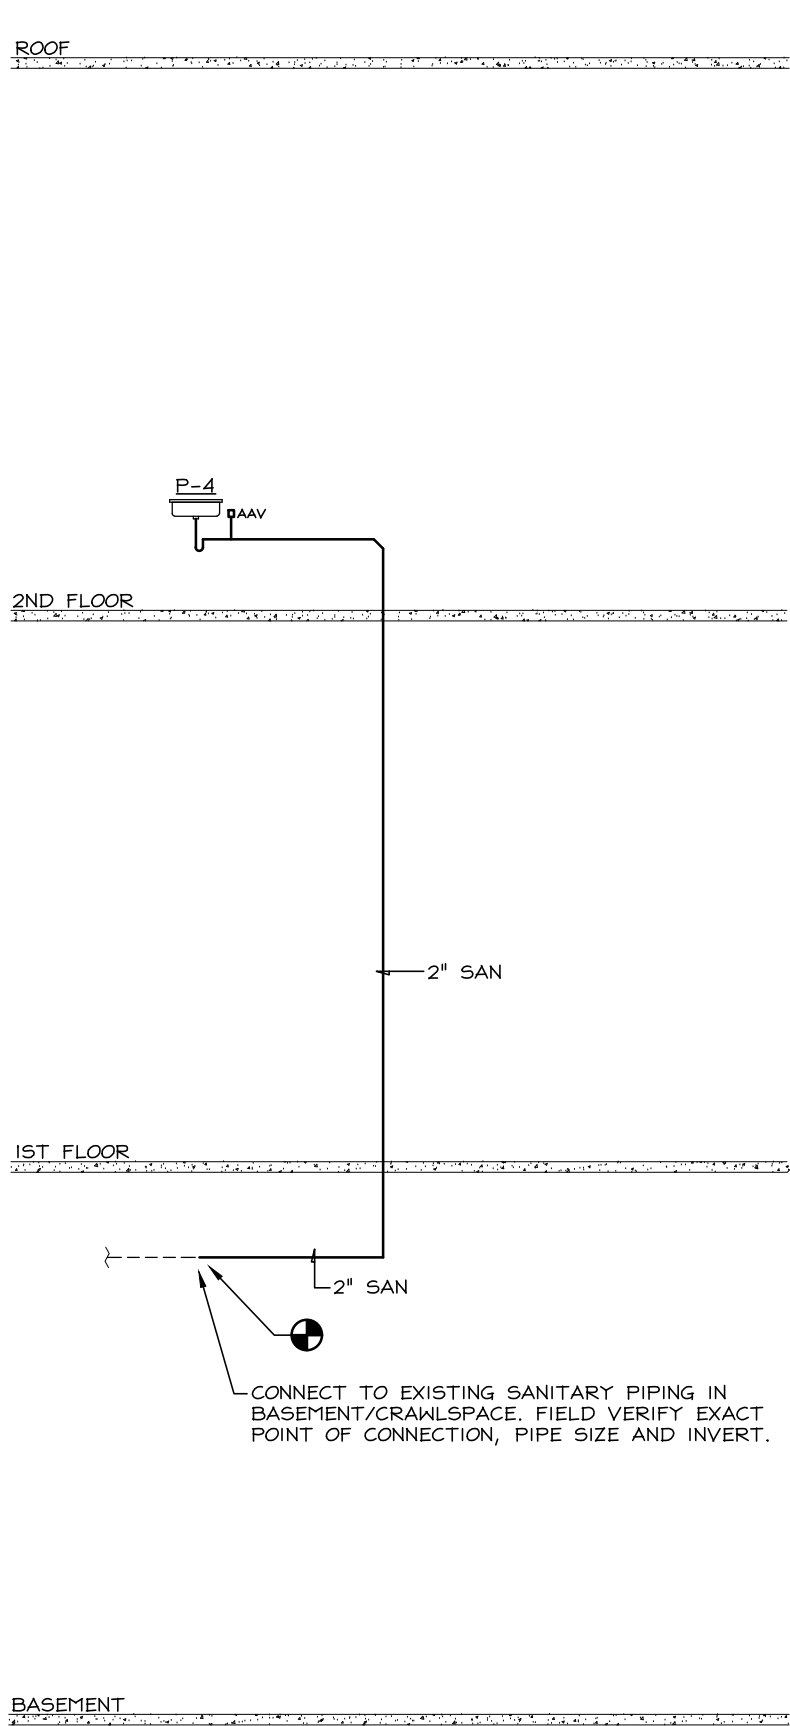 ROOF
P-4
AAV
2ND FLOOR
2" SAN
1ST FLOOR
2" SAN
CONNECT TO EXISTING SANITARY PIPING IN
BASEMENT/CRAWLSPACE. FIELD VERIFY EXACT
POINT OF CONNECTION, PIPE SIZE AND INVERT.
BASEMENT